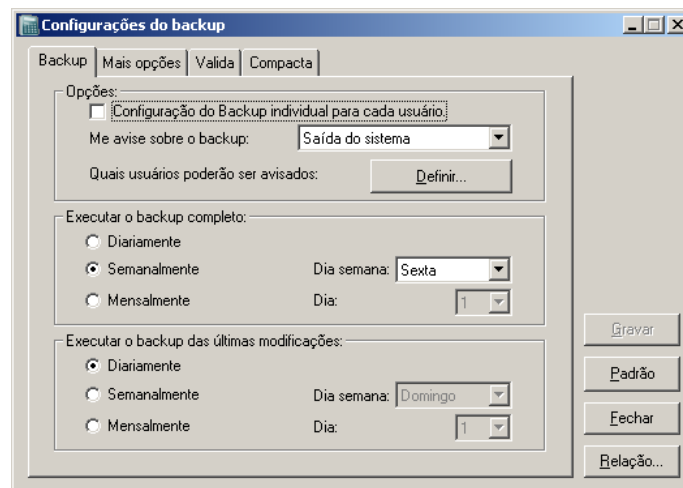 Configurações do backup
Backup Mais opções Valida Compacta
Opções:
Configuração do Backup individual para cada usuário.
Me avise sobre o backup: Saída do sistema
Quais usuários poderão ser avisados: Definir...
Executar o backup completo:
Diariamente
Semanalmente Dia semana: Sexta
Mensalmente Dia: 1
Executar o backup das últimas modificações:
Diariamente
Semanalmente Dia semana: Domingo
Mensalmente Dia: 1
Gravar
Padrão
Fechar
Relação...